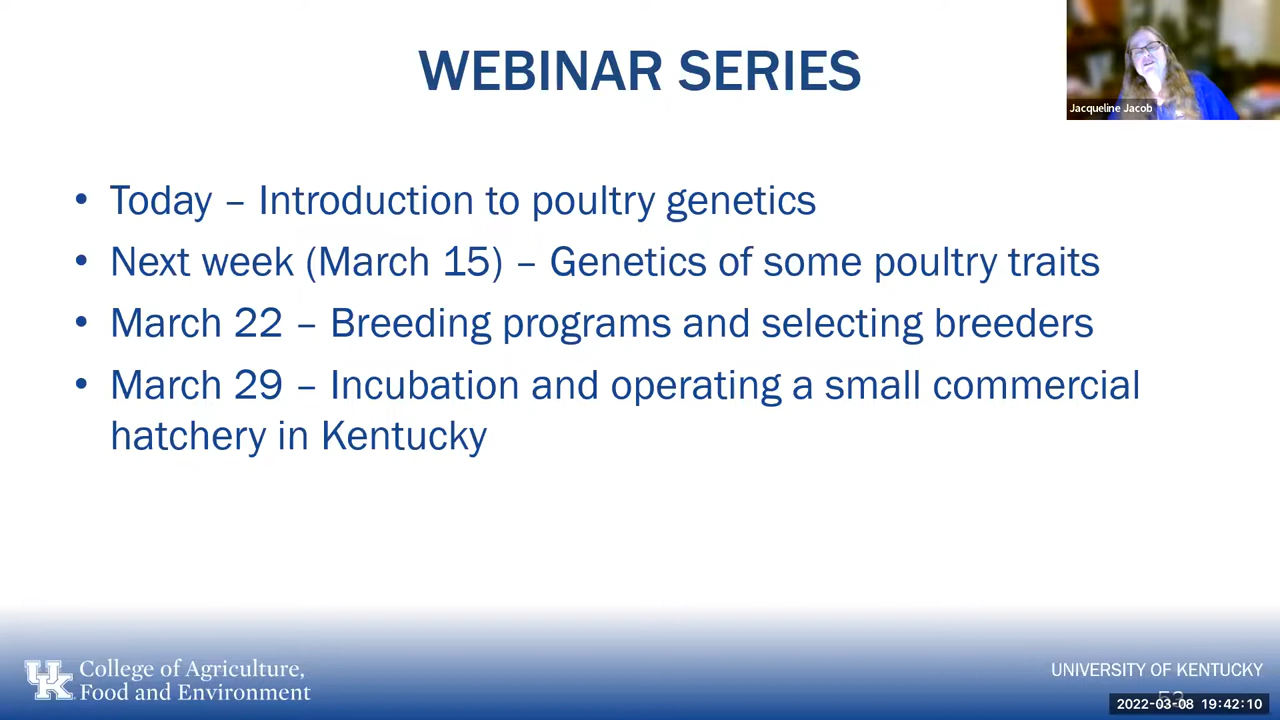 WEBINAR SERIES
Jacqueline Jacob
• Today – Introduction to poultry genetics
• Next week (March 15) – Genetics of some poultry traits
• March 22 – Breeding programs and selecting breeders
• March 29 – Incubation and operating a small commercial
hatchery in Kentucky
UK
College of Agriculture,
Food and Environment
UNIVERSITY OF KENTUCKY
2022-03-08 19:42:10